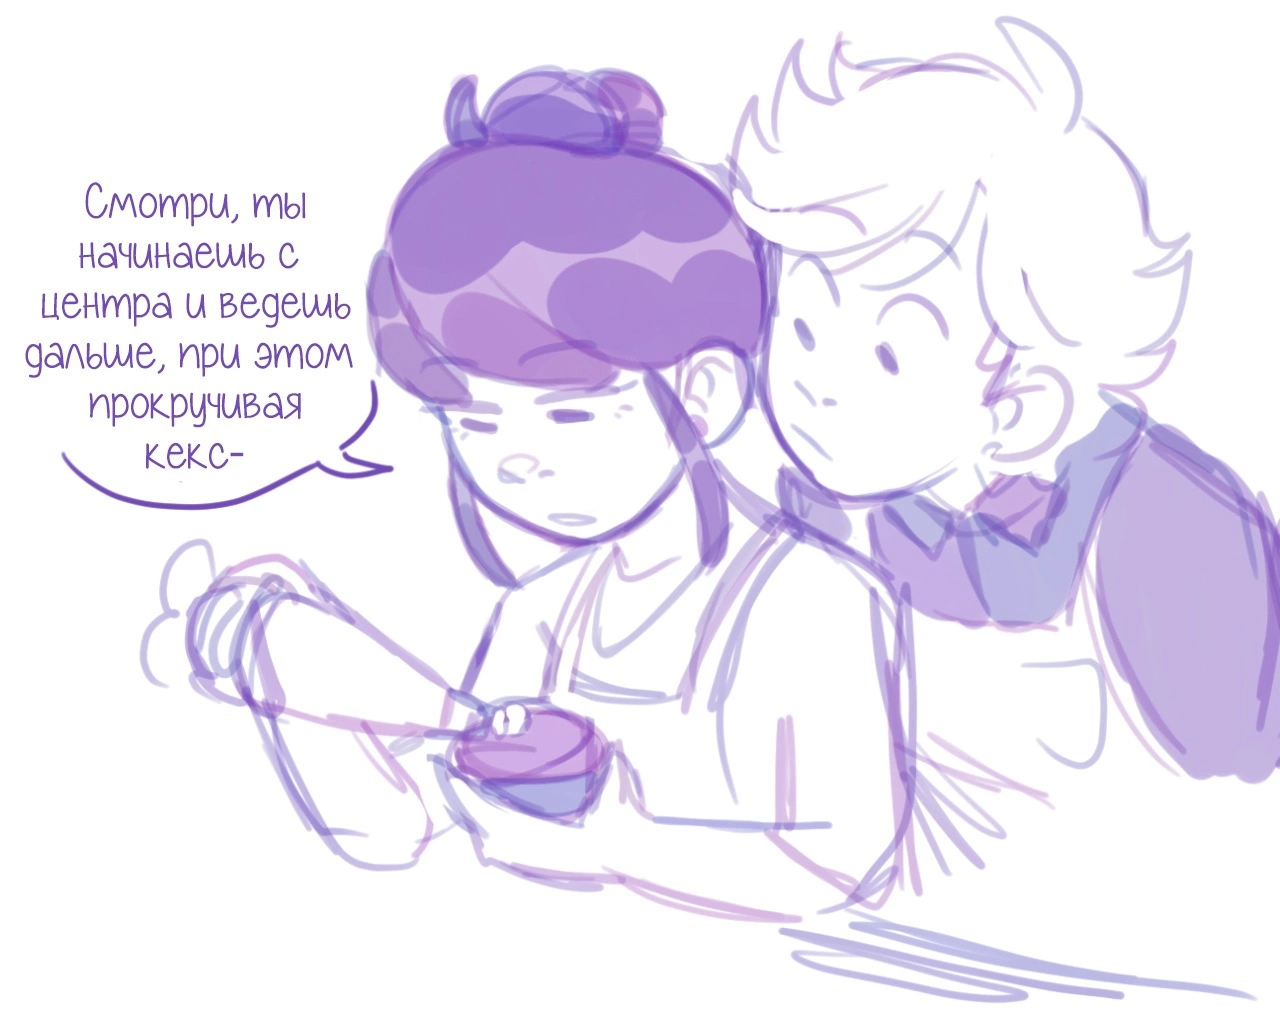 Смотри, ты
начинаешь с
центра и ведешь
дальше, при этом
прокручивая
кекс-